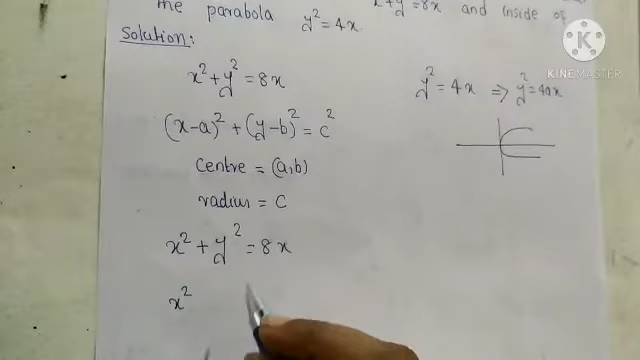 x² + y² = 8x and inside of
the parabola y² = 4x.
Solution:
x² + y² = 8x
(x-a)² + (y-b)² = c²
centre = (a,b)
radius = c
x² + y² = 8x
x²
y² = 4x ⇒ y² = 4ax
KINEMASTER